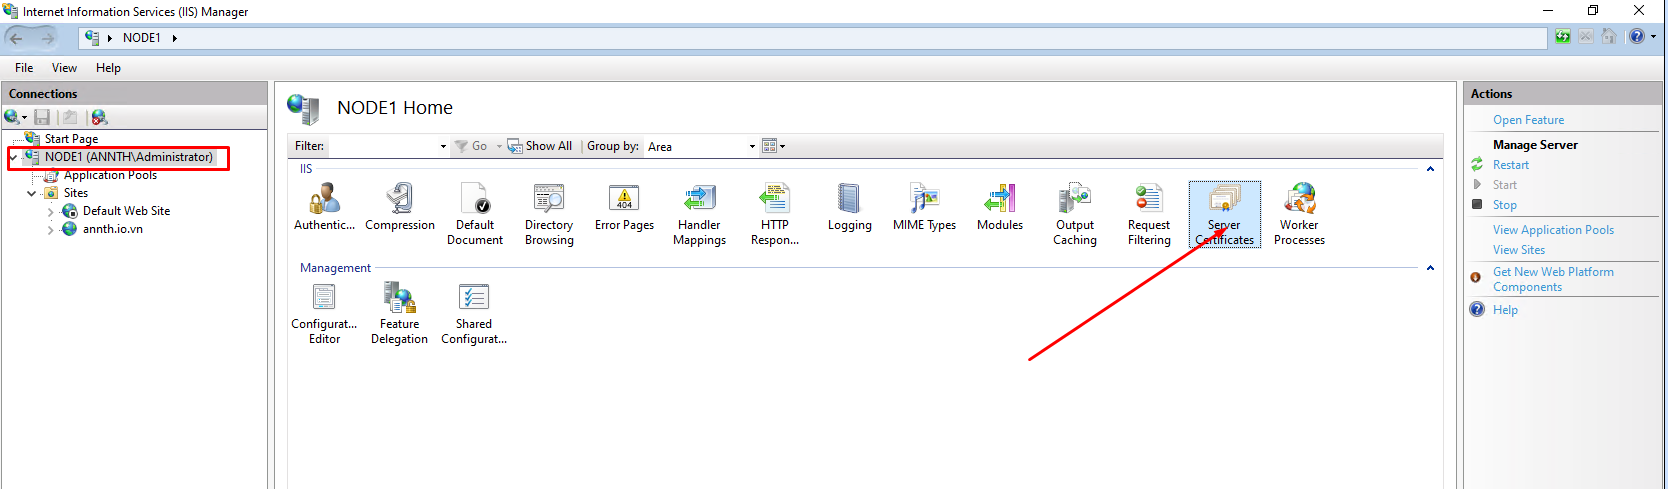 Internet Information Services (IIS) Manager
NODE1
File View Help
Connections
Start Page
NODE1 (ANNTH\Administrator)
Application Pools
Sites
Default Web Site
annth.io.vn
NODE1 Home
Filter: Go Show All Group by: Area
IIS
Authentic...
Compression
Default
Document
Directory
Browsing
Error Pages
404
Handler
Mappings
HTTP
Respon...
Logging
MIME Types
Modules
Output
Caching
Request
Filtering
Server
Certificates
Worker
Processes
Management
Configurat...
Editor
Feature
Delegation
Shared
Configurat...
Actions
Open Feature
Manage Server
Restart
Start
Stop
View Application Pools
View Sites
Get New Web Platform
Components
Help